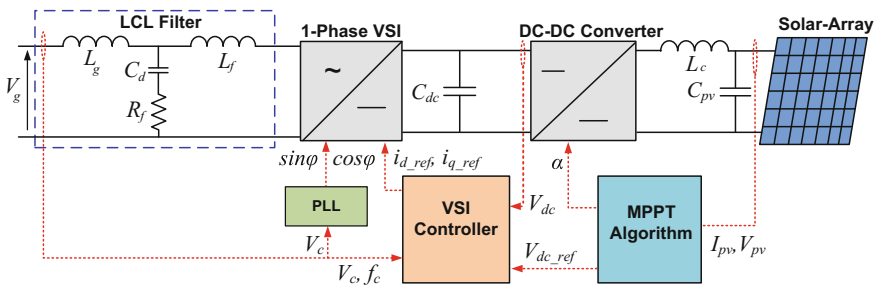 LCL Filter
1-Phase VSI
DC-DC Converter
Solar-Array
L_g
C_d
L_f
V_g
R_f
~
C_dc
L_c
C_pv
sinφ
cosφ
i_d_ref, i_q_ref
α
PLL
VSI
Controller
V_dc
MPPT
Algorithm
V_c
V_dc_ref
I_pv, V_pv
V_c, f_c